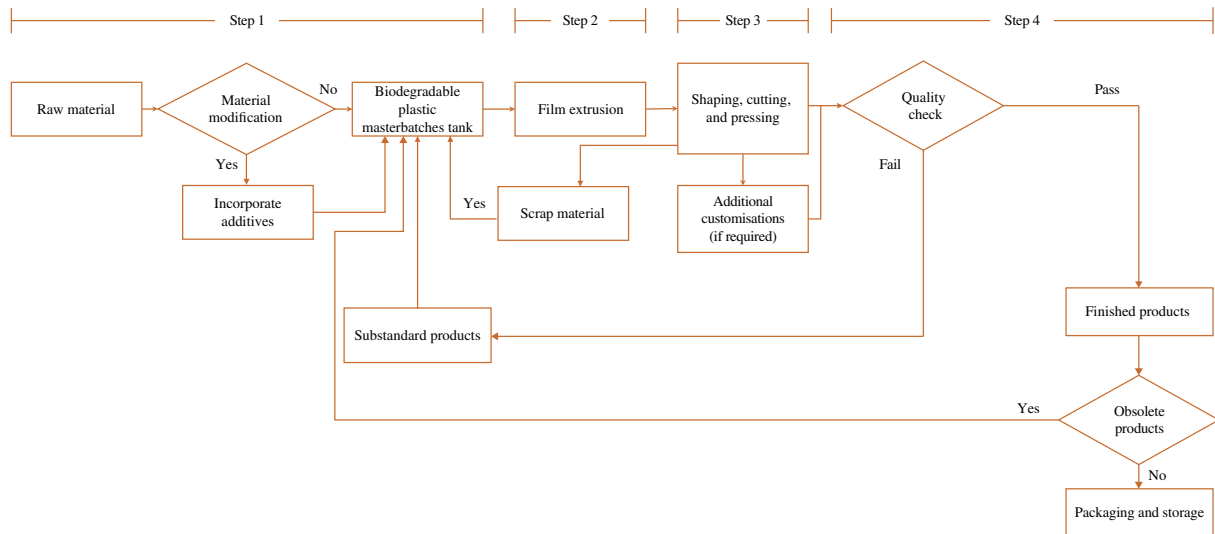 Step 1
Step 2
Step 3
Step 4
Raw material
Material
modification
No
Biodegradable
plastic
masterbatches tank
Film extrusion
Shaping, cutting,
and pressing
Quality
check
Pass
Yes
Fail
Incorporate
additives
Yes
Scrap material
Additional
customisations
(if required)
Substandard products
Finished products
Yes
Obsolete
products
No
Packaging and storage